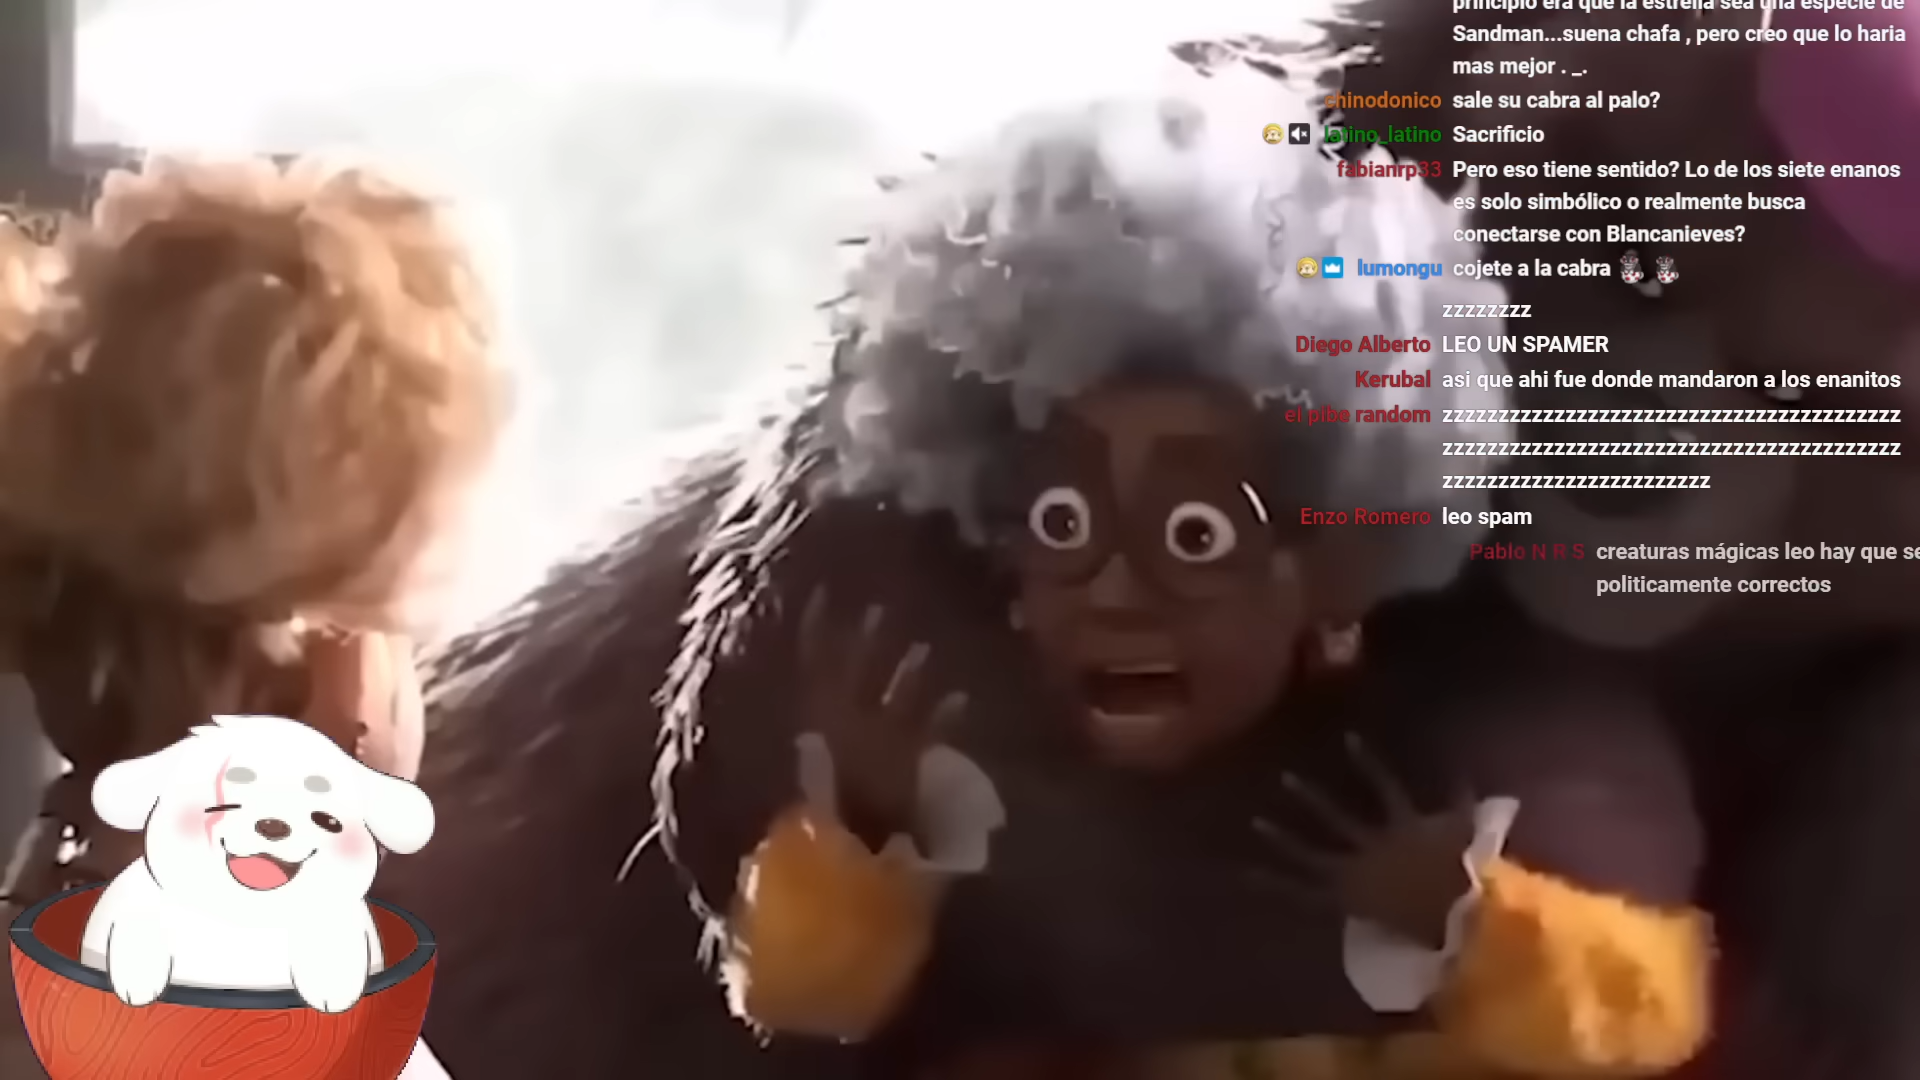 principio era que la estrella sea una especie de
Sandman...suena chafa , pero creo que lo haria
mas mejor . _.
chinodonico sale su cabra al palo?
latino_latino Sacrificio
fabianrp33 Pero eso tiene sentido? Lo de los siete enanos
es solo simbólico o realmente busca
conectarse con Blancanieves?
lumongu cojete a la cabra
zzzzzzzz
Diego Alberto LEO UN SPAMER
Kerubal asi que ahi fue donde mandaron a los enanitos
el pibe random zzzzzzzzzzzzzzzzzzzzzzzzzzzzzzzzzzzzzzzzz
zzzzzzzzzzzzzzzzzzzzzzzzzzzzzzzzzzzzzzzzz
zzzzzzzzzzzzzzzzzzzzzzzz
Enzo Romero leo spam
Pablo N R S creaturas mágicas leo hay que se
politicamente correctos